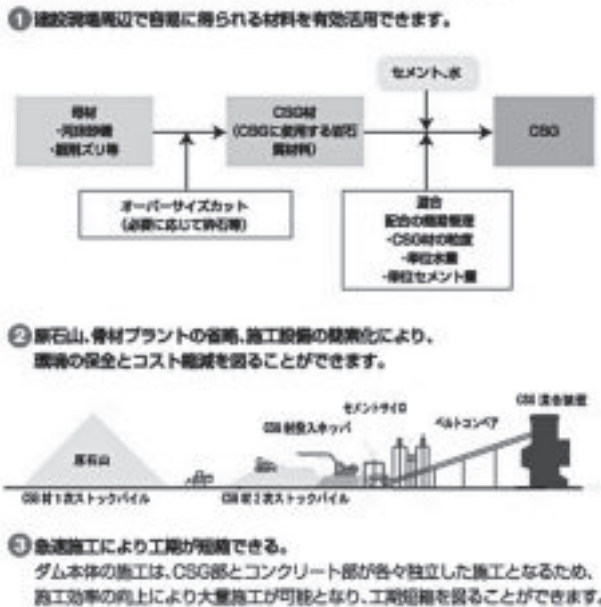 ① 建設現場周辺で容易に得られる材料を有効活用できます。
セメント、水
母材
・河床砂礫
・掘削ズリ等
CSG材
(CSGに使用する岩石
質材料)
CSG
オーバーサイズカット
(必要に応じて砕石等)
混合
配合の簡易管理
・CSG材の粒度
・単位水量
・単位セメント量
② 原石山、骨材プラントの省略、施工設備の簡素化により、
環境の保全とコスト縮減を図ることができます。
CSG混合装置
セメントサイロ
ベルトコンベア
CSG材投入ホッパ
原石山
CSG材1次ストックパイル
CSG材2次ストックパイル
③ 急速施工により工期が短縮できる。
ダム本体の施工は、CSG部とコンクリート部が各々独立した施工となるため、
施工効率の向上により大量施工が可能となり、工期短縮を図ることができます。